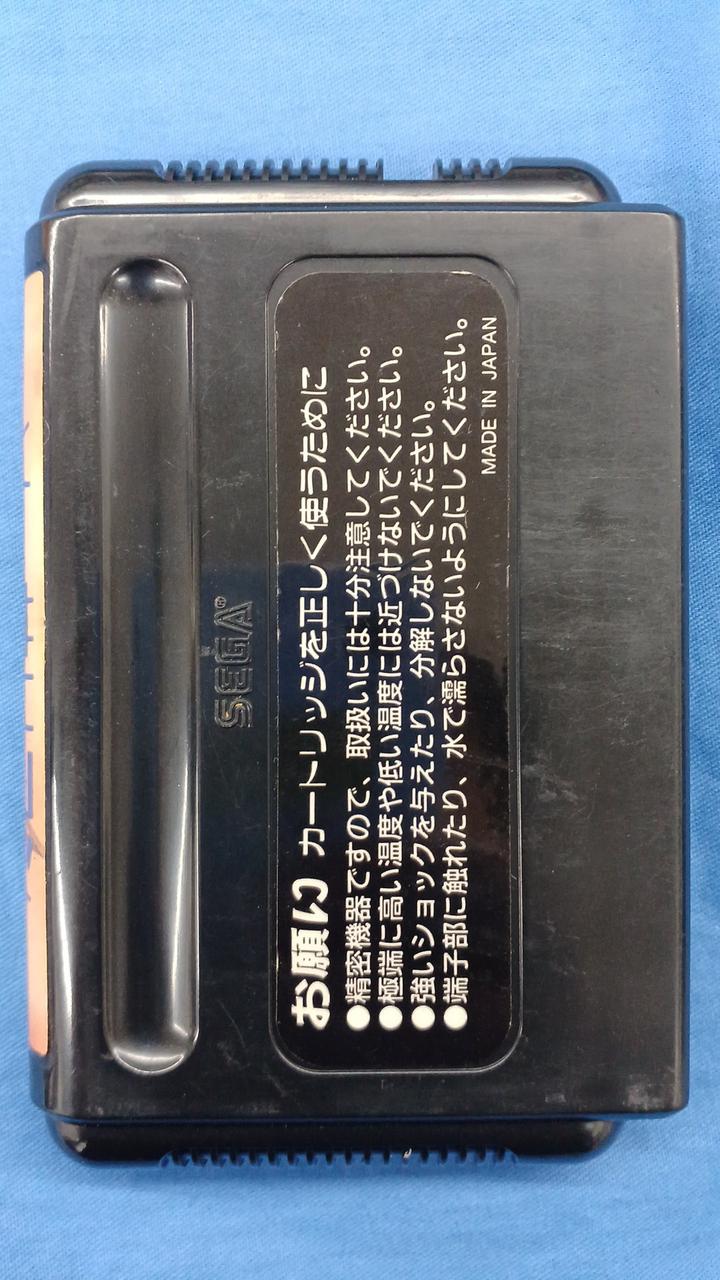 SEGA®
お願い カートリッジを正しく使うために
●精密機器ですので、取扱いには十分注意してください。
●極端に高い温度や低い温度には近づけないでください。
●強いショックを与えたり、分解しないでください。
●端子部に触れたり、水で濡らさないようにしてください。
MADE IN JAPAN